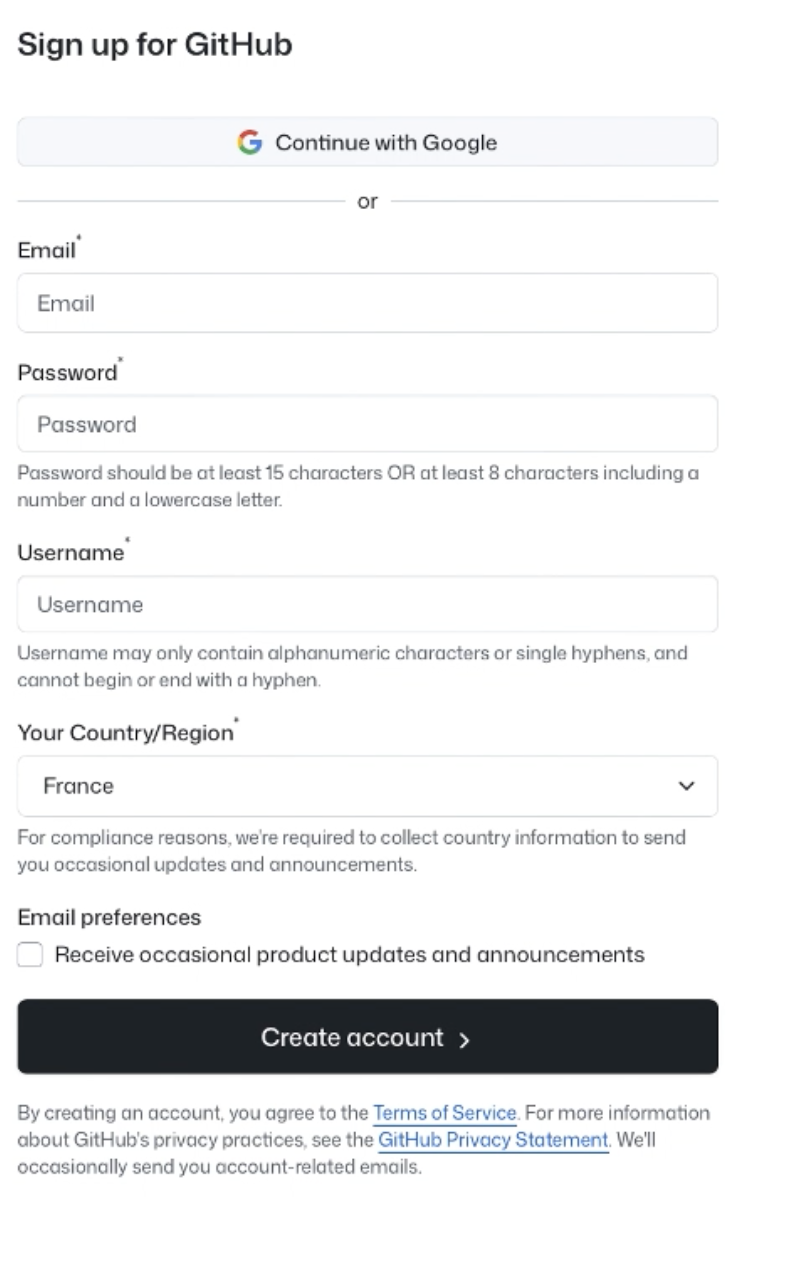 Sign up for GitHub
Continue with Google
or
Email*
Email
Password*
Password
Password should be at least 15 characters OR at least 8 characters including a
number and a lowercase letter.
Username*
Username
Username may only contain alphanumeric characters or single hyphens, and
cannot begin or end with a hyphen.
Your Country/Region*
France
For compliance reasons, we're required to collect country information to send
you occasional updates and announcements.
Email preferences
Receive occasional product updates and announcements
Create account >
By creating an account, you agree to the Terms of Service. For more information
about GitHub's privacy practices, see the GitHub Privacy Statement. We'll
occasionally send you account-related emails.